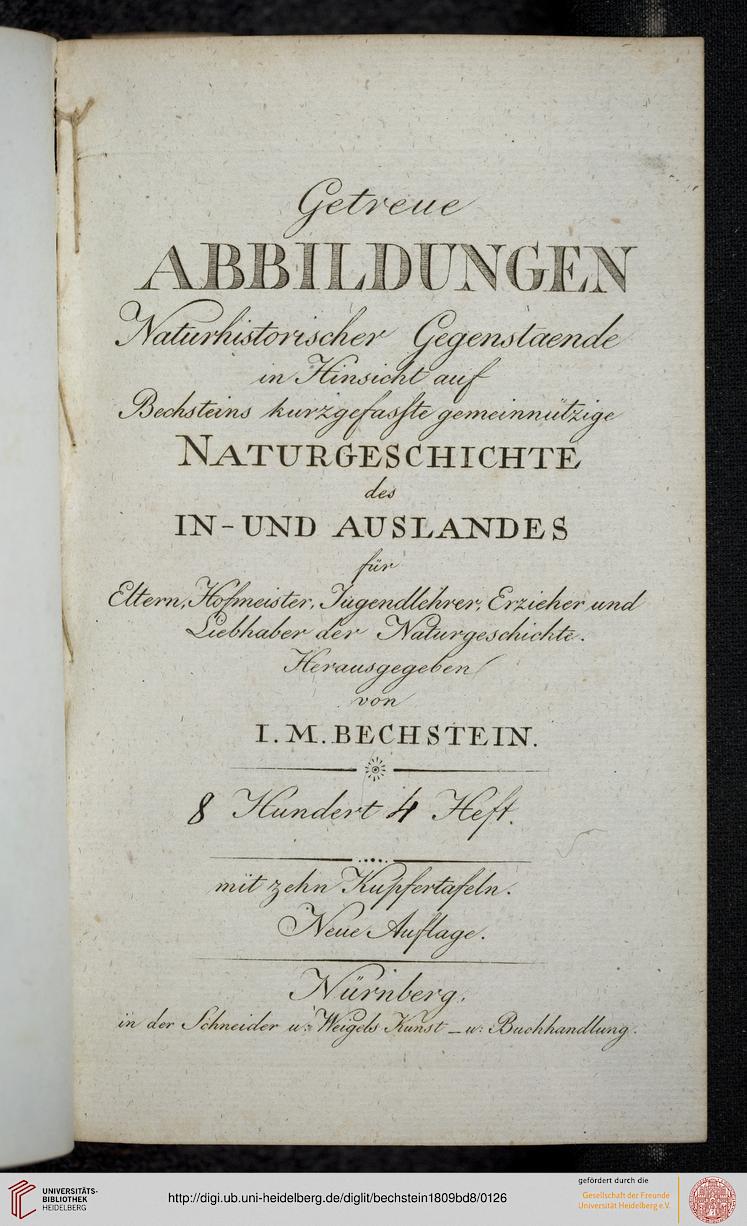 Getreue
ABBILDUNGEN
Naturhistorischer Gegenstaende
in Hinsicht auf
Bechsteins kurzgefasste gemeinnützige
NATURGESCHICHTE
des
IN-UND AUSLANDES
für
Eltern, Hofmeister, Jugendlehrer, Erzieher und
Liebhaber der Naturgeschichte.
Herausgegeben
von
I. M. BECHSTEIN.
8 Hundert 4 Heft.
mit zehn Kupfertafeln.
Neue Auflage.
Nürnberg,
in der Schneider u: Weigels Kunst – u: Buchhandlung.
UNIVERSITÄTS-
BIBLIOTHEK
HEIDELBERG
http://digi.ub.uni-heidelberg.de/diglit/bechstein1809bd8/0126
gefördert durch die
Gesellschaft der Freunde
Universität Heidelberg e.V.